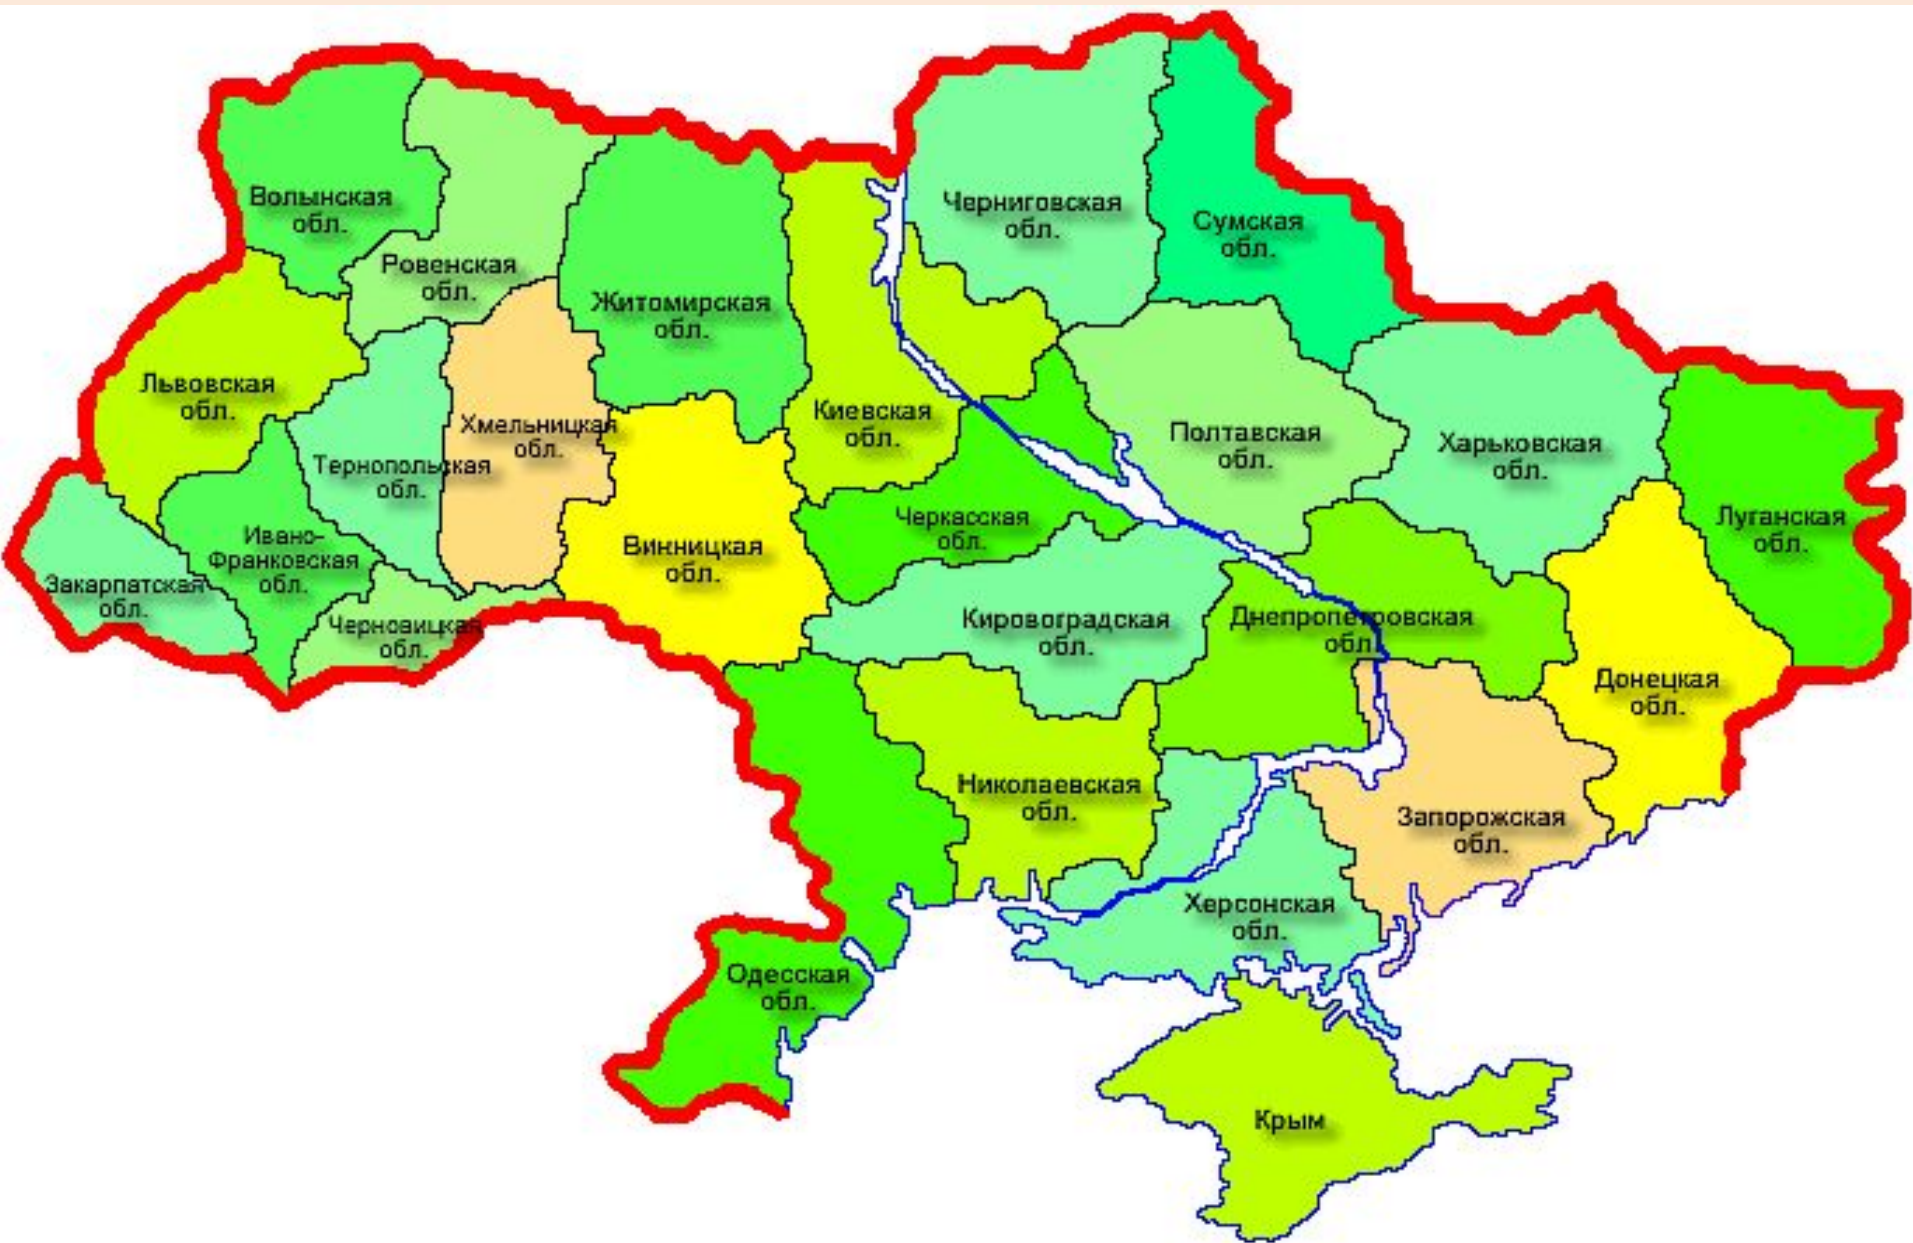 Волынская
обл.
Ровенская
обл.
Житомирская
обл.
Черниговская
обл.
Сумская
обл.
Львовская
обл.
Тернопольская
обл.
Хмельницкая
обл.
Киевская
обл.
Полтавская
обл.
Харьковская
обл.
Луганская
обл.
Закарпатская
обл.
Ивано-
Франковская
обл.
Черновицкая
обл.
Винницкая
обл.
Черкасская
обл.
Кировоградская
обл.
Днепропетровская
обл.
Донецкая
обл.
Одесская
обл.
Николаевская
обл.
Херсонская
обл.
Запорожская
обл.
Крым